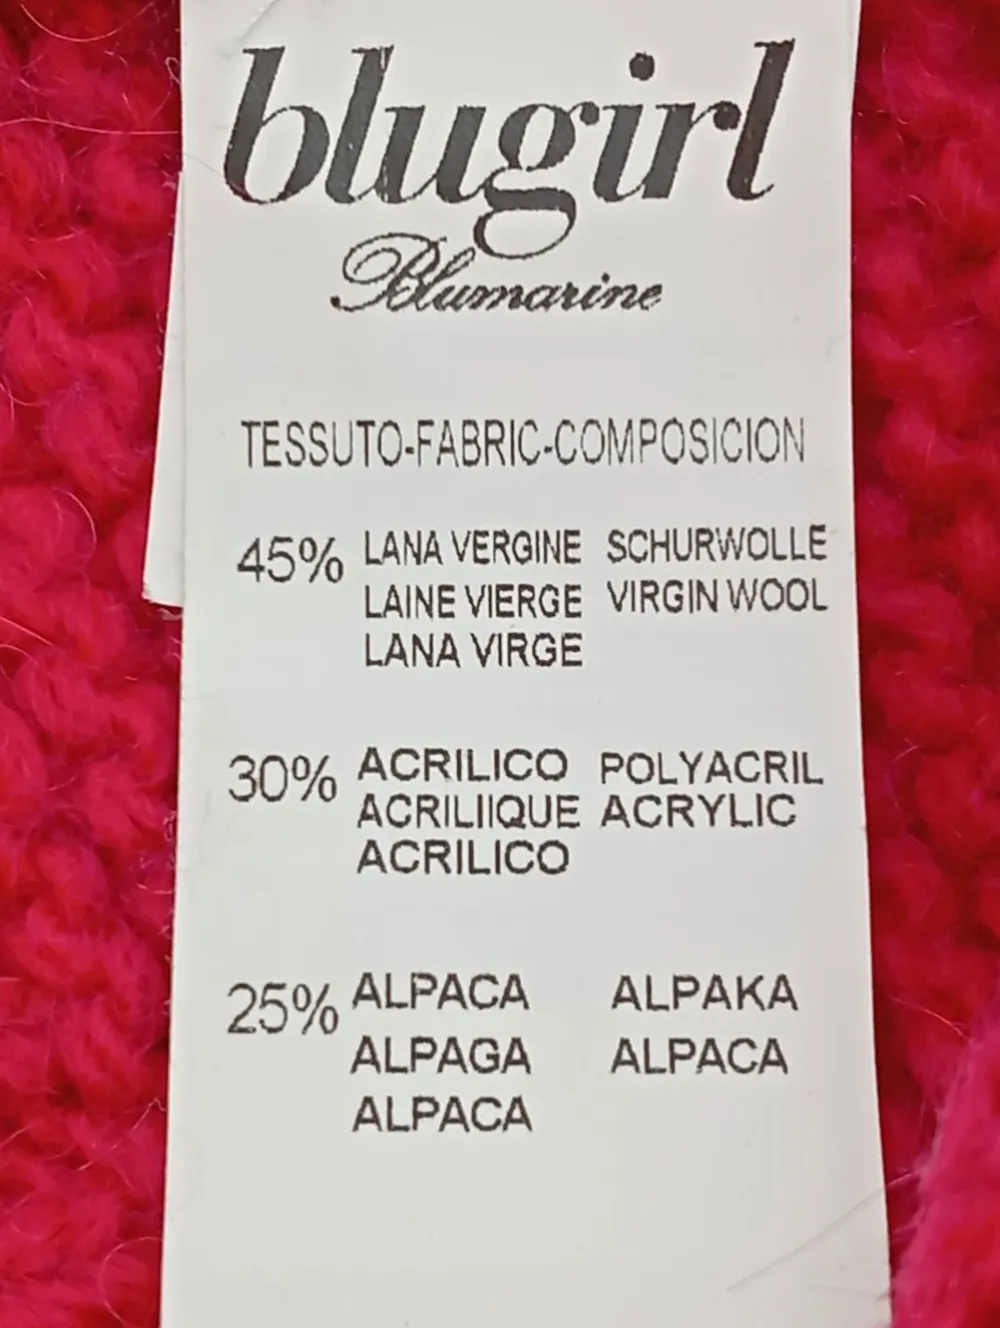 blugirl
Blumarine
TESSUTO-FABRIC-COMPOSICION
45% LANA VERGINE SCHURWOLLE
LAINE VIERGE VIRGIN WOOL
LANA VIRGE
30% ACRILICO POLYACRIL
ACRILIIQUE ACRYLIC
ACRILICO
25% ALPACA ALPAKA
ALPAGA ALPACA
ALPACA